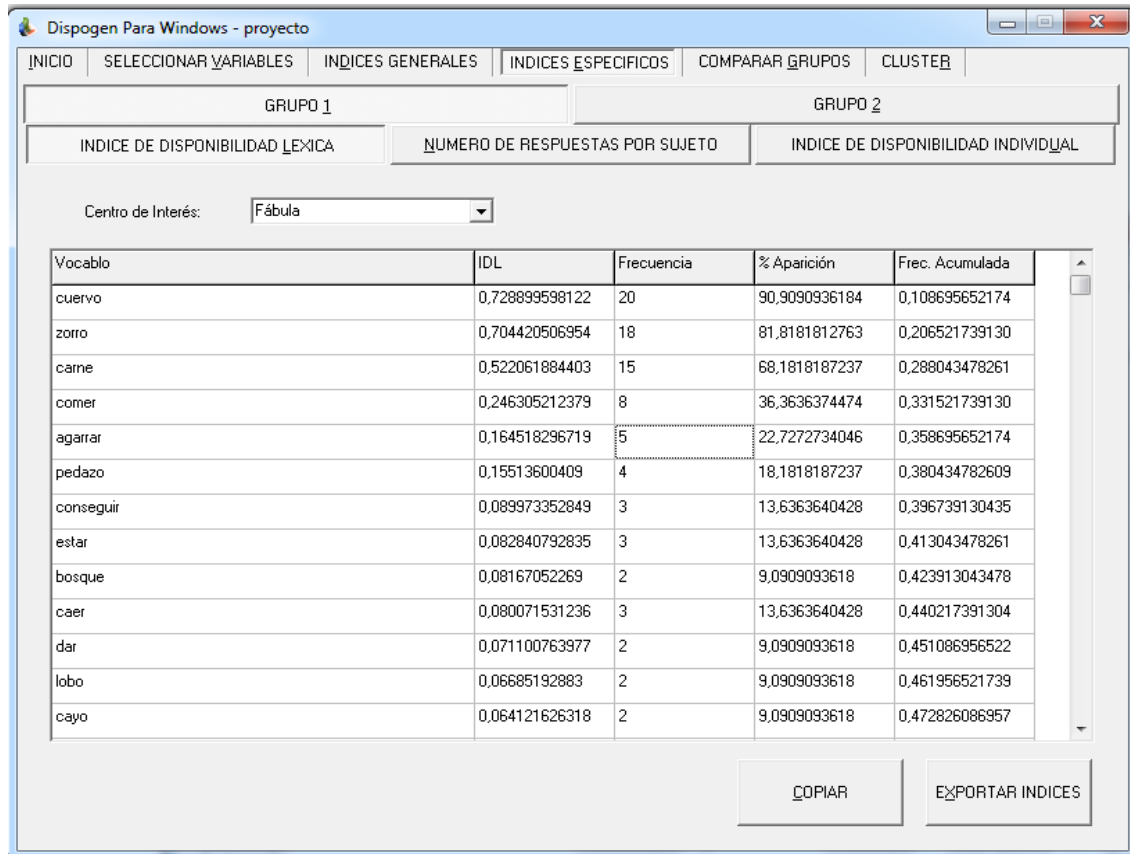 Dispogen Para Windows - proyecto
INICIO SELECCIONAR VARIABLES INDICES GENERALES INDICES ESPECIFICOS COMPARAR GRUPOS CLUSTER
GRUPO 1 GRUPO 2
INDICE DE DISPONIBILIDAD LEXICA NUMERO DE RESPUESTAS POR SUJETO INDICE DE DISPONIBILIDAD INDIVIDUAL
Centro de Interés: Fábula
Vocablo IDL Frecuencia % Aparición Frec. Acumulada
cuervo 0,728899598122 20 90,9090936184 0,108695652174
zorro 0,704420506954 18 81,8181812763 0,206521739130
carne 0,522061884403 15 68,1818187237 0,288043478261
comer 0,246305212379 8 36,3636374474 0,331521739130
agarrar 0,164518296719 5 22,7272734046 0,358695652174
pedazo 0,15513600409 4 18,1818187237 0,380434782609
conseguir 0,089973352849 3 13,6363640428 0,396739130435
estar 0,082840792835 3 13,6363640428 0,413043478261
bosque 0,08167052269 2 9,0909093618 0,423913043478
caer 0,080071531236 3 13,6363640428 0,440217391304
dar 0,071100763977 2 9,0909093618 0,451086956522
lobo 0,06685192883 2 9,0909093618 0,461956521739
cayo 0,064121626318 2 9,0909093618 0,472826086957
COPIAR EXPORTAR INDICES